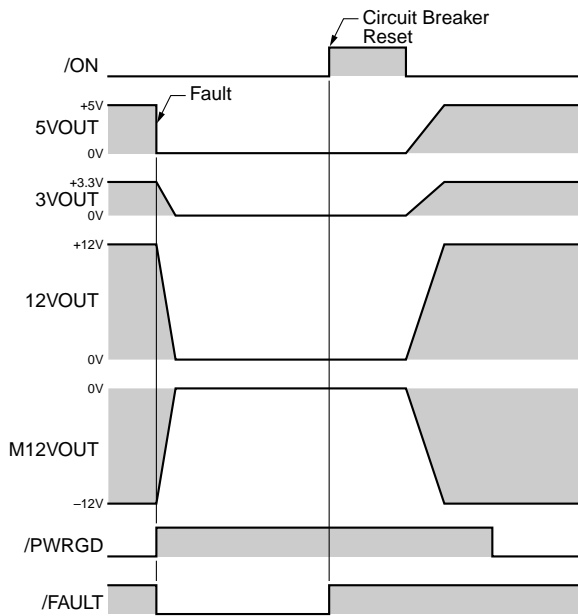 Circuit Breaker
Reset
/ON
+5V
Fault
5VOUT
0V
+3.3V
3VOUT
0V
+12V
12VOUT
0V
0V
M12VOUT
–12V
/PWRGD
/FAULT